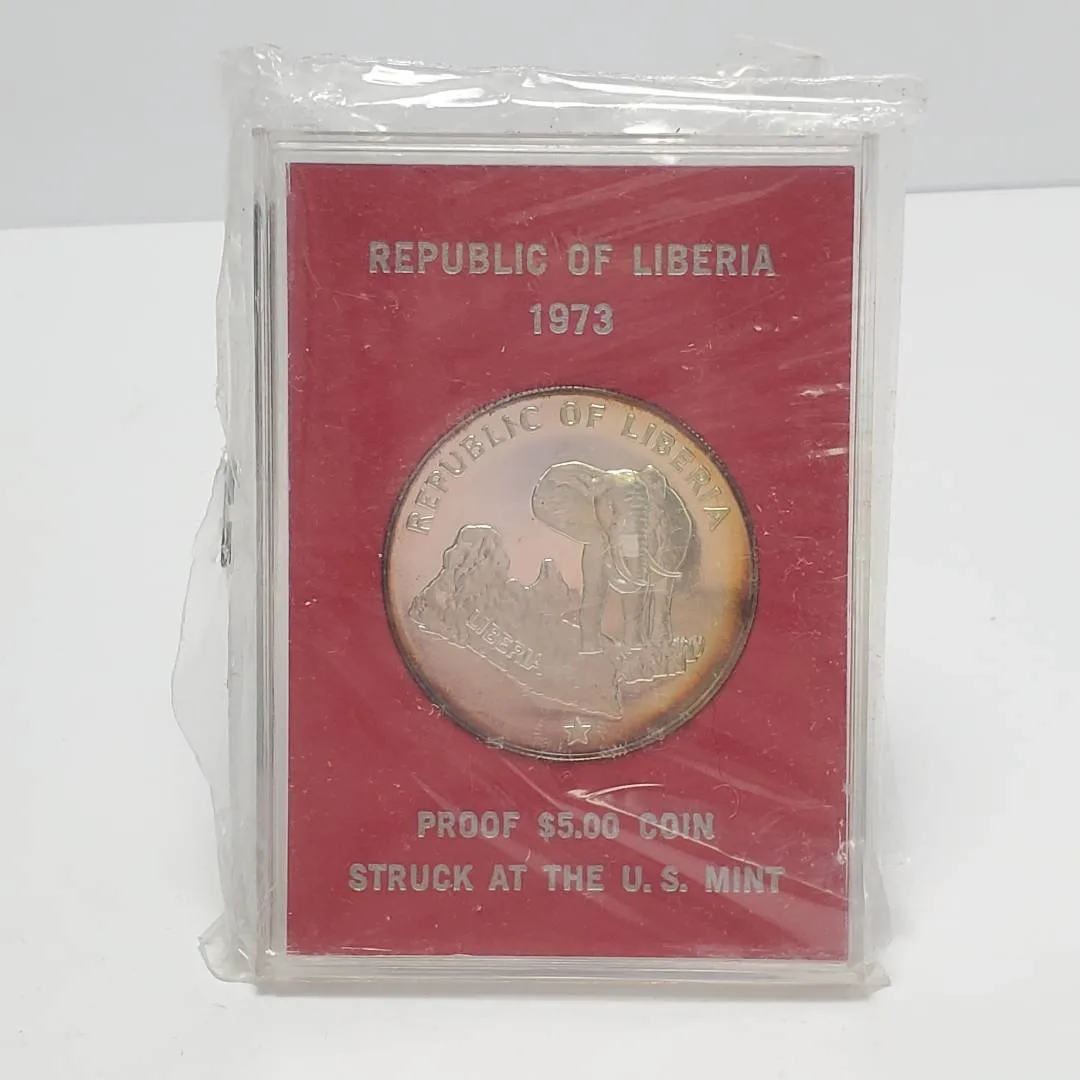 REPUBLIC OF LIBERIA
1973
REPUBLIC OF LIBERIA
LIBERIA
PROOF $5.00 COIN
STRUCK AT THE U.S. MINT